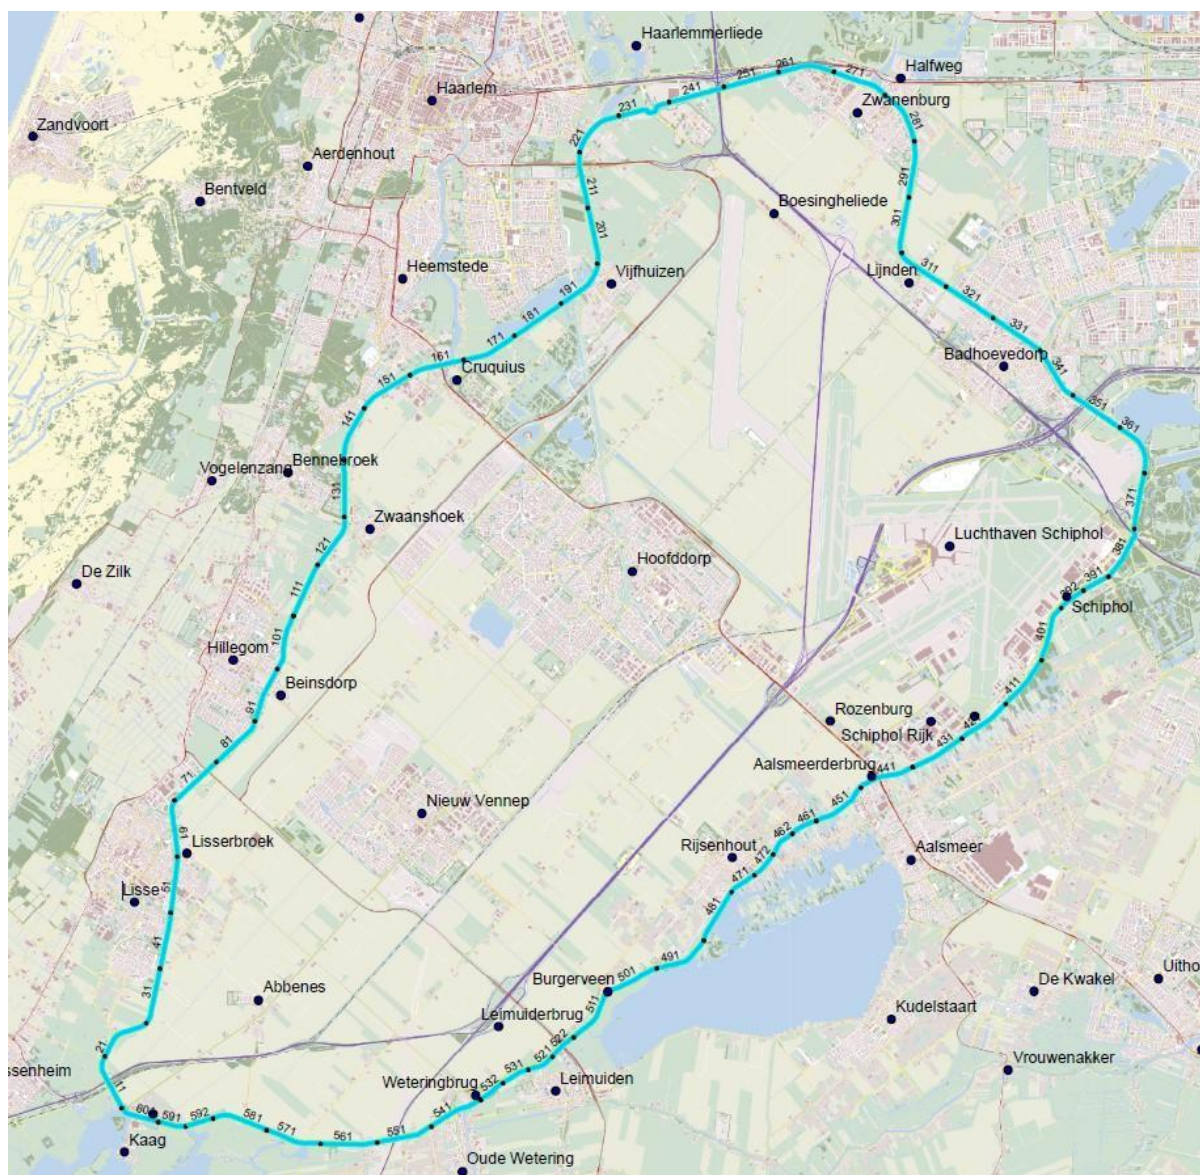 Haarlemmerliede
261
251
271
Halfweg
Haarlem
241
231
Zwanenburg
281
Zandvoort
221
Aerdenhout
Bentveld
211
291
Boesingheliede
301
201
Heemstede
Vijfhuizen
Lijnden
311
191
321
181
331
171
161
Cruquius
Badhoevedorp
341
151
351
141
361
Vogelenzang
Bennebroek
131
371
Zwaanshoek
121
Luchthaven Schiphol
381
De Zilk
Hoofddorp
391
392
111
Schiphol
401
101
Hillegom
Beinsdorp
411
91
Rozenburg
Schiphol Rijk
431
81
Aalsmeerderbrug
441
71
451
Nieuw Vennep
461
462
61
Lisserbroek
Rijsenhout
472
471
Aalsmeer
51
Lisse
481
41
491
501
Burgerveen
Abbenes
31
511
De Kwakel
Uitho
Kudelstaart
Leimuiderbrug
522
521
21
531
ssenheim
Vrouwenakker
Weteringbrug
532
Leimuiden
11
591
592
581
571
561
551
541
Kaag
Oude Wetering